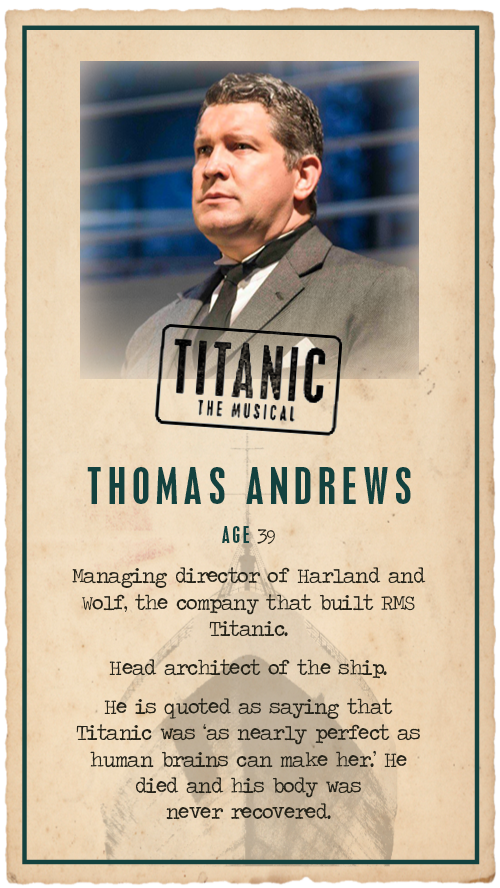 TITANIC
THE MUSICAL
THOMAS ANDREWS
AGE 39
Managing director of Harland and
Wolf, the company that built RMS
Titanic.
Head architect of the ship.
He is quoted as saying that
Titanic was 'as nearly perfect as
human brains can make her.' He
died and his body was
never recovered.